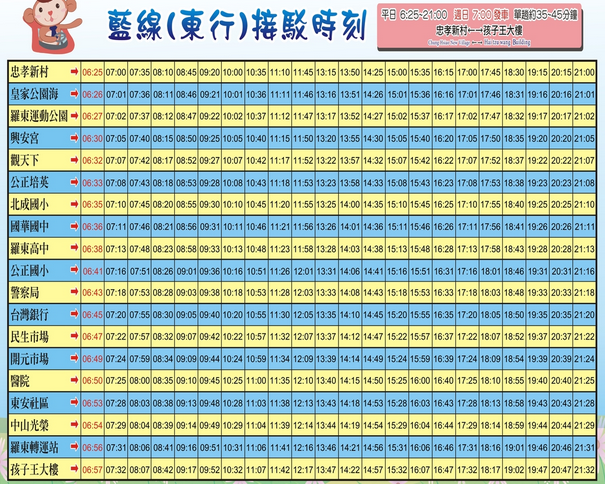 藍線(東行)接駁時刻
平日 6:25-21:00 週日 7:00發車 單趟約35-45分鐘
忠孝新村←→孩子王大樓
忠孝新村 ➡ 06:25 07:00 07:35 08:10 08:45 09:20 10:00 10:35 11:10 11:45 13:15 13:50 14:25 15:00 15:35 16:15 17:00 17:45 18:30 19:15 20:15 21:00
皇家公園海 ➡ 06:26 07:01 07:36 08:11 08:46 09:21 10:01 10:36 11:11 11:46 13:16 13:51 14:26 15:01 15:36 16:16 17:01 17:46 18:31 19:16 20:16 21:01
羅東運動公園 ➡ 06:27 07:02 07:37 08:12 08:47 09:22 10:02 10:37 11:12 11:47 13:17 13:52 14:27 15:02 15:37 16:17 17:02 17:47 18:32 19:17 20:17 21:02
興安宮 ➡ 06:30 07:05 07:40 08:15 08:50 09:25 10:05 10:40 11:15 11:50 13:20 13:55 14:30 15:05 15:40 16:20 17:05 17:50 18:35 19:20 20:20 21:05
觀天下 ➡ 06:32 07:07 07:42 08:17 08:52 09:27 10:07 10:42 11:17 11:52 13:22 13:57 14:32 15:07 15:42 16:22 17:07 17:52 18:37 19:22 20:22 21:07
公正培英 ➡ 06:33 07:08 07:43 08:18 08:53 09:28 10:08 10:43 11:18 11:53 13:23 13:58 14:33 15:08 15:43 16:23 17:08 17:53 18:38 19:23 20:23 21:08
北成國小 ➡ 06:35 07:10 07:45 08:20 08:55 09:30 10:10 10:45 11:20 11:55 13:25 14:00 14:35 15:10 15:45 16:25 17:10 17:55 18:40 19:25 20:25 21:10
國華國中 ➡ 06:36 07:11 07:46 08:21 08:56 09:31 10:11 10:46 11:21 11:56 13:26 14:01 14:36 15:11 15:46 16:26 17:11 17:56 18:41 19:26 20:26 21:11
羅東高中 ➡ 06:38 07:13 07:48 08:23 08:58 09:33 10:13 10:48 11:23 11:58 13:28 14:03 14:38 15:13 15:48 16:28 17:13 17:58 18:43 19:28 20:28 21:13
公正國小 ➡ 06:41 07:16 07:51 08:26 09:01 09:36 10:16 10:51 11:26 12:01 13:31 14:06 14:41 15:16 15:51 16:31 17:16 18:01 18:46 19:31 20:31 21:16
警察局 ➡ 06:43 07:18 07:53 08:28 09:03 09:38 10:18 10:53 11:28 12:03 13:33 14:08 14:43 15:18 15:53 16:33 17:18 18:03 18:48 19:33 20:33 21:18
台灣銀行 ➡ 06:45 07:20 07:55 08:30 09:05 09:40 10:20 10:55 11:30 12:05 13:35 14:10 14:45 15:20 15:55 16:35 17:20 18:05 18:50 19:35 20:35 21:20
民生市場 ➡ 06:47 07:22 07:57 08:32 09:07 09:42 10:22 10:57 11:32 12:07 13:37 14:12 14:47 15:22 15:57 16:37 17:22 18:07 18:52 19:37 20:37 21:22
開元市場 ➡ 06:49 07:24 07:59 08:34 09:09 09:44 10:24 10:59 11:34 12:09 13:39 14:14 14:49 15:24 15:59 16:39 17:24 18:09 18:54 19:39 20:39 21:24
醫院 ➡ 06:50 07:25 08:00 08:35 09:10 09:45 10:25 11:00 11:35 12:10 13:40 14:15 14:50 15:25 16:00 16:40 17:25 18:10 18:55 19:40 20:40 21:25
東安社區 ➡ 06:53 07:28 08:03 08:38 09:13 09:48 10:28 11:03 11:38 12:13 13:43 14:18 14:53 15:28 16:03 16:43 17:28 18:13 18:58 19:43 20:43 21:28
中山光榮 ➡ 06:54 07:29 08:04 08:39 09:14 09:49 10:29 11:04 11:39 12:14 13:44 14:19 14:54 15:29 16:04 16:44 17:29 18:14 18:59 19:44 20:44 21:29
羅東轉運站 ➡ 06:56 07:31 08:06 08:41 09:16 09:51 10:31 11:06 11:41 12:16 13:46 14:21 14:56 15:31 16:06 16:46 17:31 18:16 19:01 19:46 20:46 21:31
孩子王大樓 ➡ 06:57 07:32 08:07 08:42 09:17 09:52 10:32 11:07 11:42 12:17 13:47 14:22 14:57 15:32 16:07 16:47 17:32 18:17 19:02 19:47 20:47 21:32